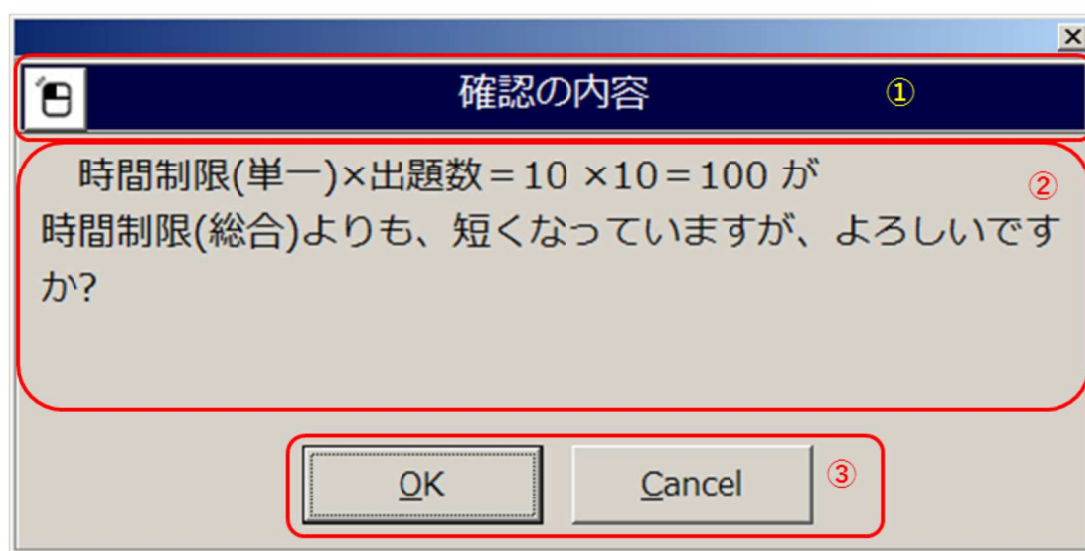 確認の内容 ①
時間制限(単一)×出題数＝10 ×10＝100 が ②
時間制限(総合)よりも、短くなっていますが、よろしいです
か?
OK Cancel ③